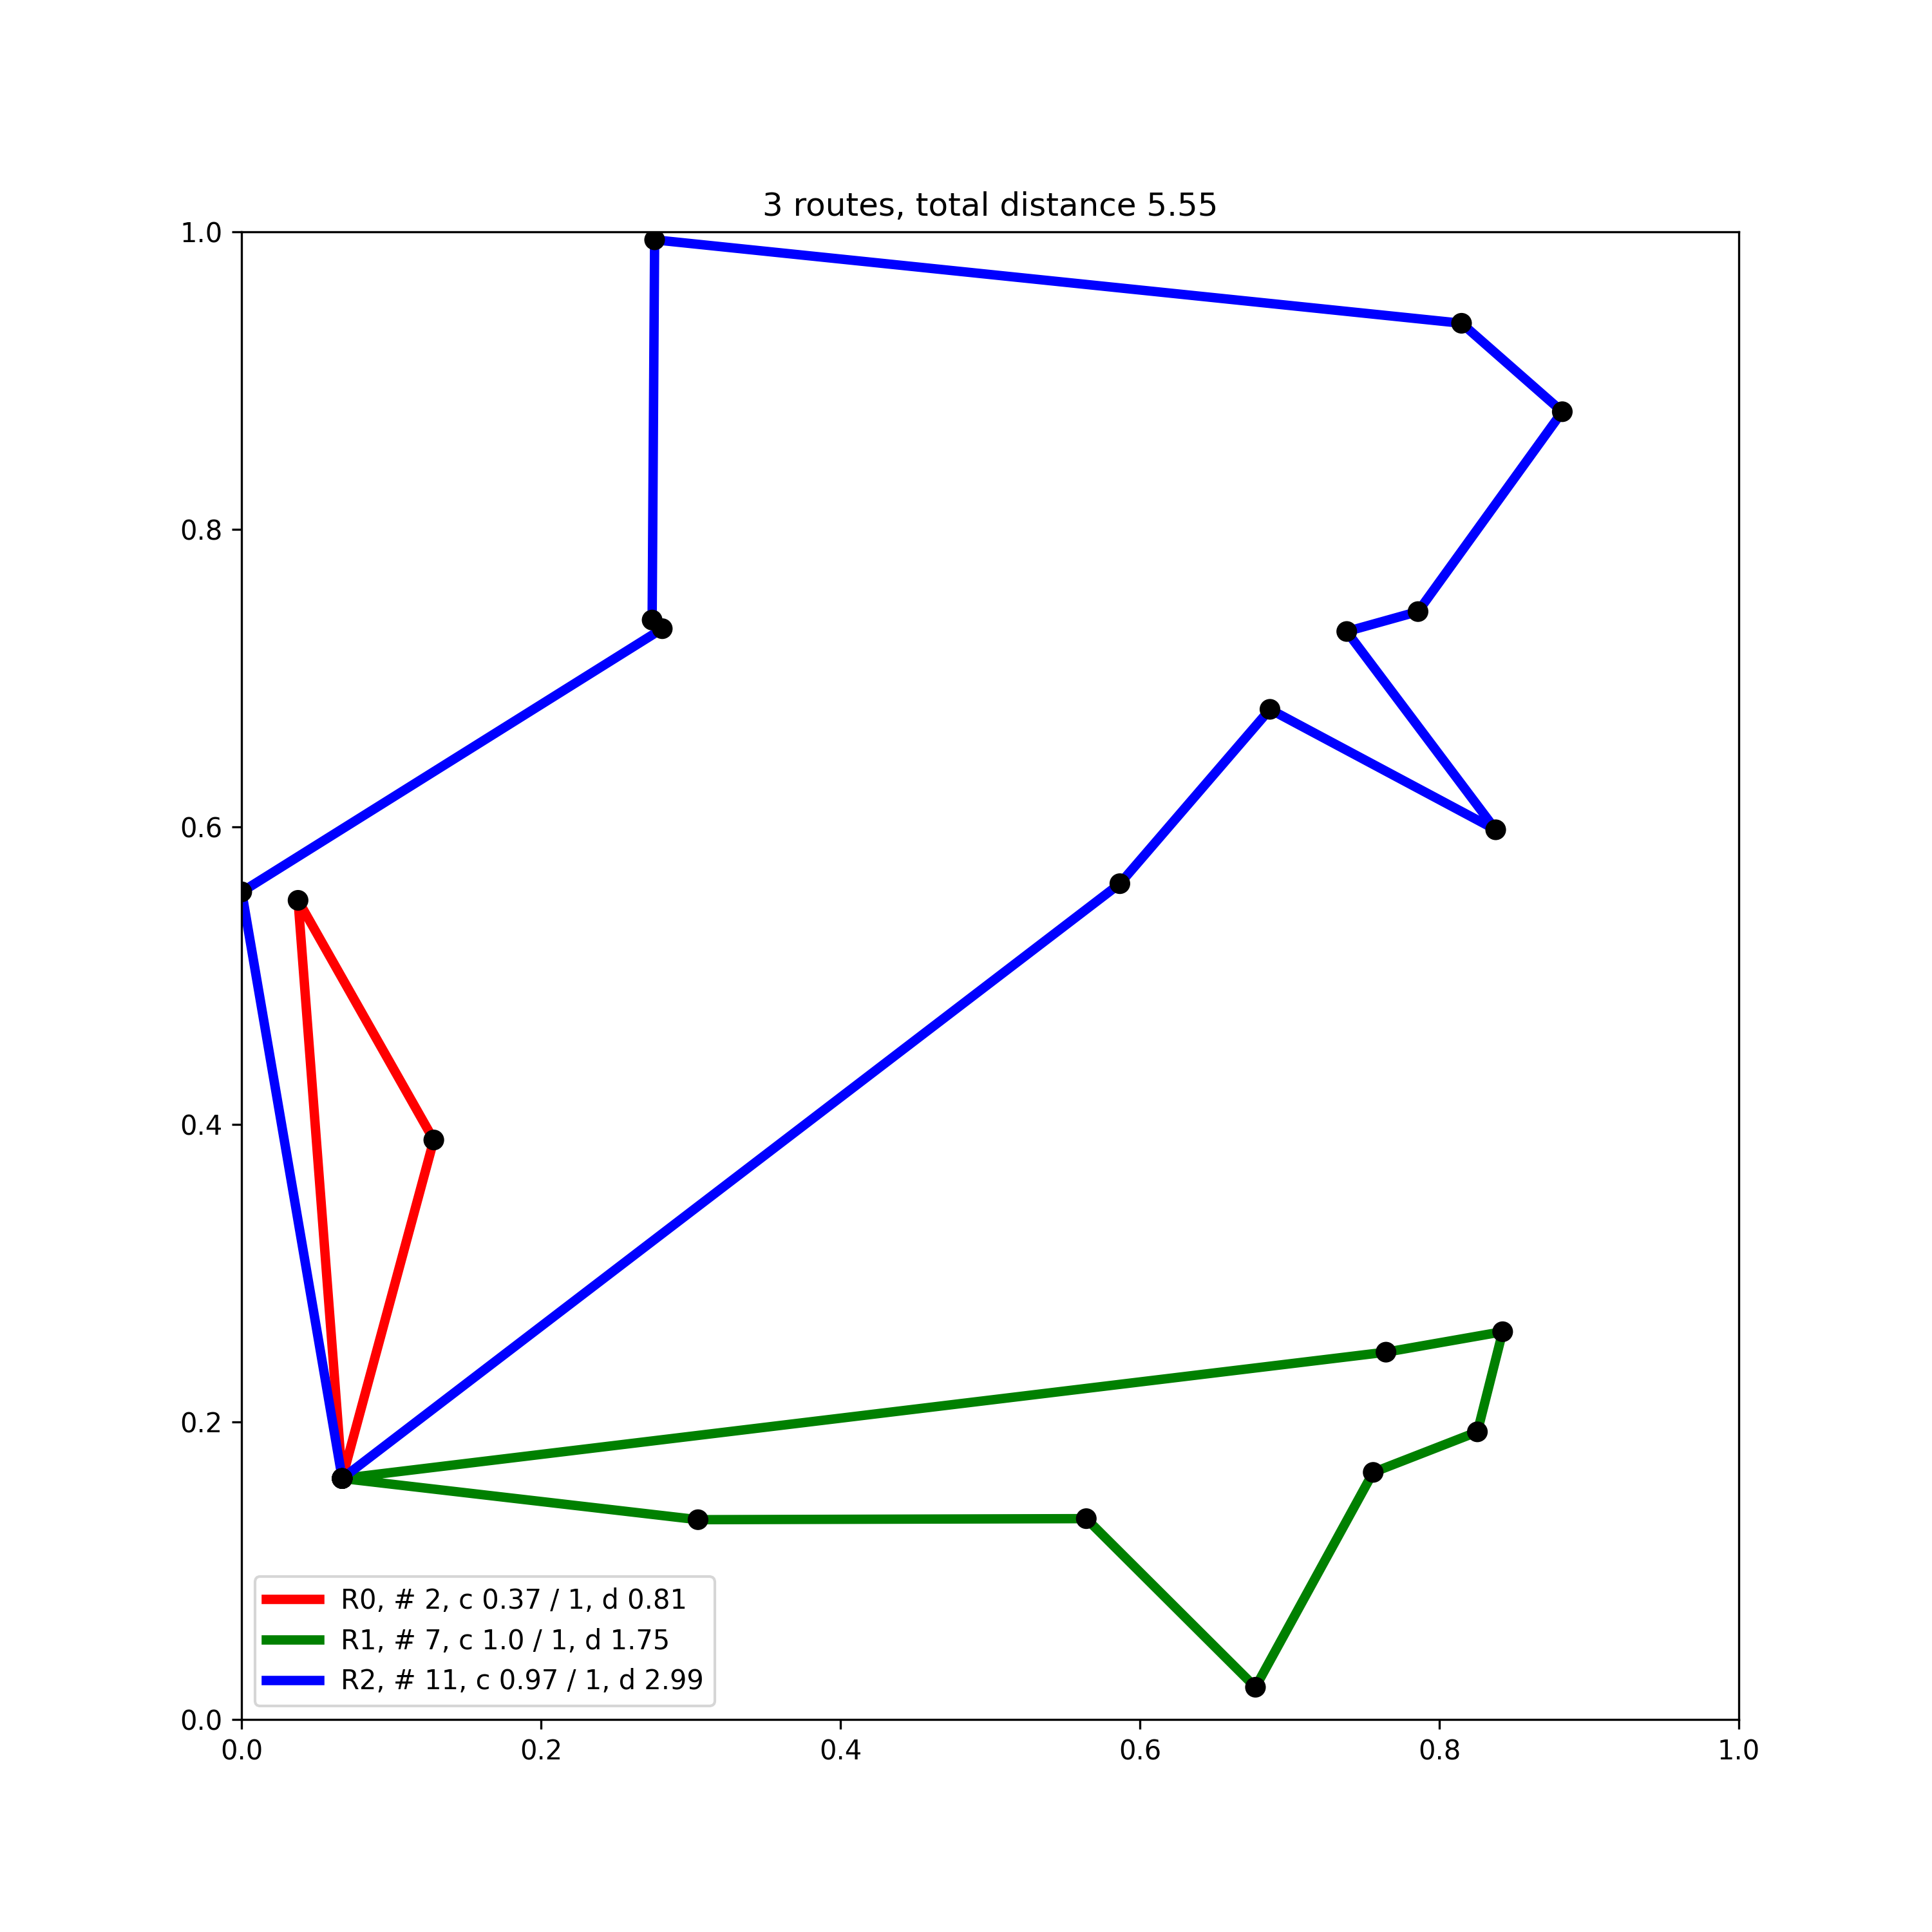 3 routes, total distance 5.55
1.0
0.8
0.6
0.4
0.2
0.0
0.0 0.2 0.4 0.6 0.8 1.0
R0, # 2, c 0.37 / 1, d 0.81
R1, # 7, c 1.0 / 1, d 1.75
R2, # 11, c 0.97 / 1, d 2.99